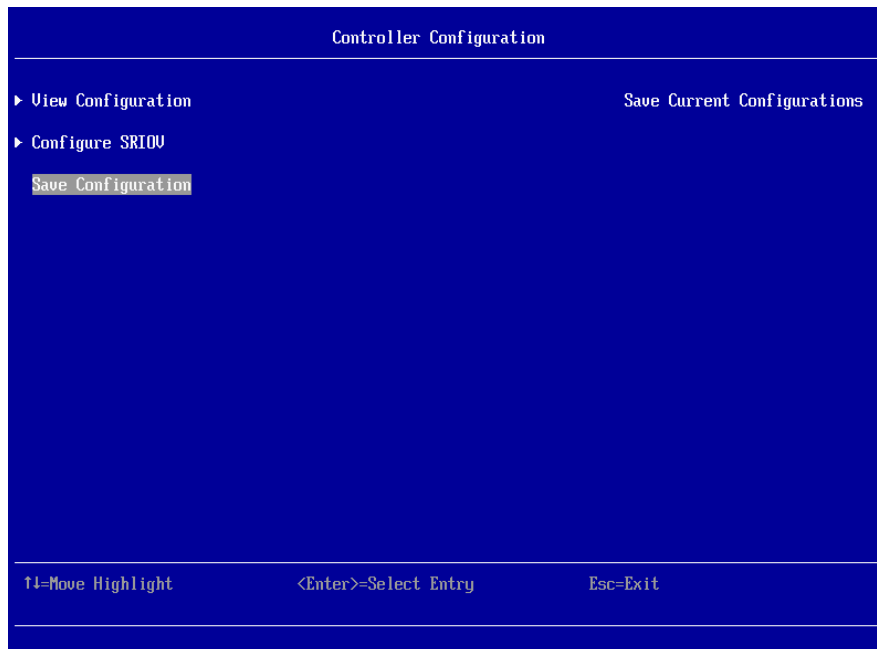 Controller Configuration
▶ View Configuration Save Current Configurations
▶ Configure SRIOV
Save Configuration
↑↓=Move Highlight <Enter>=Select Entry Esc=Exit